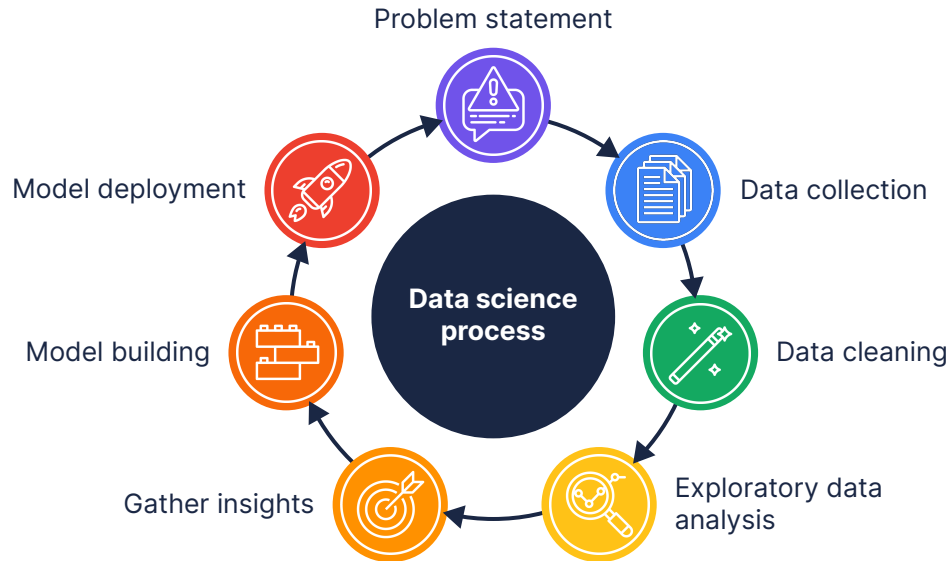 Problem statement
Data collection
Data cleaning
Exploratory data
analysis
Gather insights
Model building
Model deployment
Data science
process